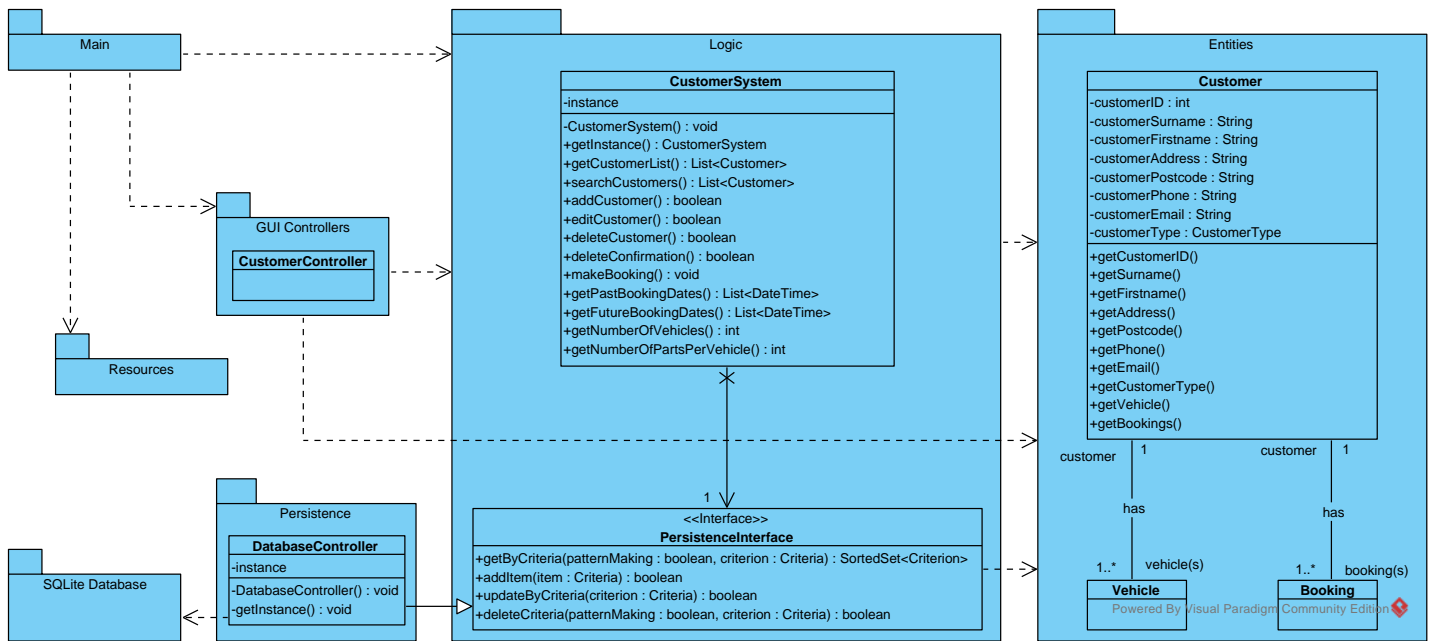 Main
GUI Controllers
CustomerController
Resources
Persistence
DatabaseController
-instance
-DatabaseController() : void
-getInstance() : void
SQLite Database
Logic
CustomerSystem
-instance
-CustomerSystem() : void
+getInstance() : CustomerSystem
+getCustomerList() : List<Customer>
+searchCustomers() : List<Customer>
+addCustomer() : boolean
+editCustomer() : boolean
+deleteCustomer() : boolean
+deleteConfirmation() : boolean
+makeBooking() : void
+getPastBookingDates() : List<DateTime>
+getFutureBookingDates() : List<DateTime>
+getNumberOfVehicles() : int
+getNumberOfPartsPerVehicle() : int
1
<<Interface>>
PersistenceInterface
+getByCriteria(patternMaking : boolean, criterion : Criteria) : SortedSet<Criterion>
+addItem(item : Criteria) : boolean
+updateByCriteria(criterion : Criteria) : boolean
+deleteCriteria(patternMaking : boolean, criterion : Criteria) : boolean
Entities
Customer
-customerID : int
-customerSurname : String
-customerFirstname : String
-customerAddress : String
-customerPostcode : String
-customerPhone : String
-customerEmail : String
-customerType : CustomerType
+getCustomerID()
+getSurname()
+getFirstname()
+getAddress()
+getPostcode()
+getPhone()
+getEmail()
+getCustomerType()
+getVehicle()
+getBookings()
customer 1
customer 1
has
has
1..* vehicle(s)
1..* booking(s)
Vehicle
Booking
Powered By Visual Paradigm Community Edition